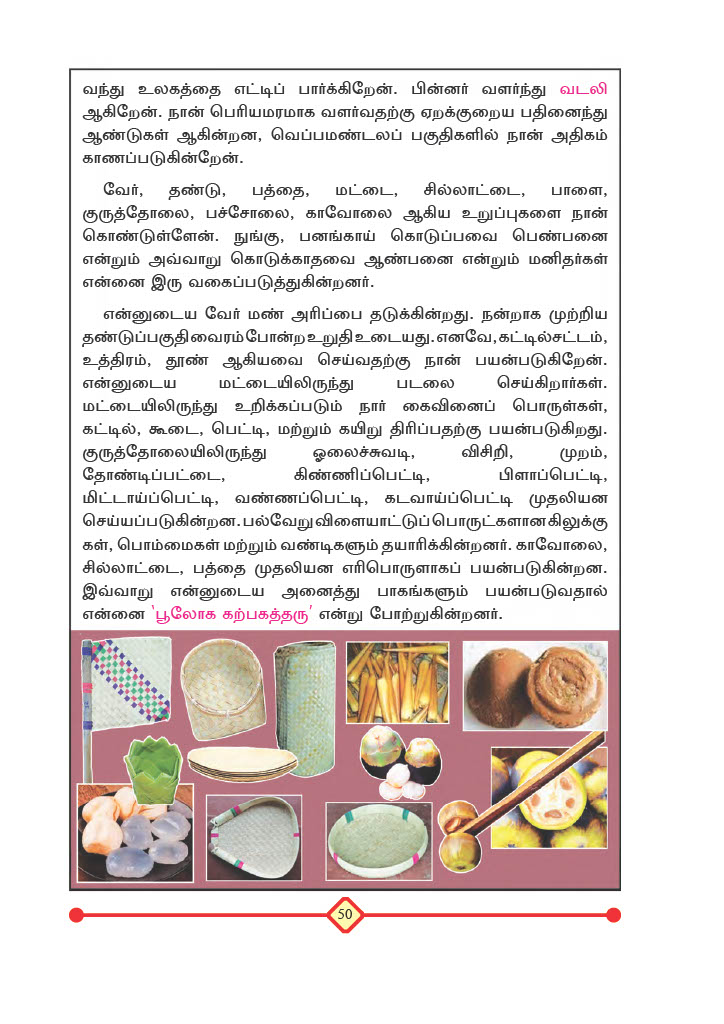 வந்து உலகத்தை எட்டிப் பார்க்கிறேன். பின்னர் வளர்ந்து வடலி
ஆகிறேன். நான் பெரியமரமாக வளர்வதற்கு ஏறக்குறைய பதினைந்து
ஆண்டுகள் ஆகின்றன, வெப்பமண்டலப் பகுதிகளில் நான் அதிகம்
காணப்படுகின்றேன்.
வேர், தண்டு, பத்தை, மட்டை, சில்லாட்டை, பாளை,
குருத்தோலை, பச்சோலை, காவோலை ஆகிய உறுப்புகளை நான்
கொண்டுள்ளேன். நுங்கு, பனங்காய் கொடுப்பவை பெண்பனை
என்றும் அவ்வாறு கொடுக்காதவை ஆண்பனை என்றும் மனிதர்கள்
என்னை இரு வகைப்படுத்துகின்றனர்.
என்னுடைய வேர் மண் அரிப்பை தடுக்கின்றது. நன்றாக முற்றிய
தண்டுப்பகுதி வைரம் போன்ற உறுதி உடையது. எனவே, கட்டில்சட்டம்,
உத்திரம், தூண் ஆகியவை செய்வதற்கு நான் பயன்படுகிறேன்.
என்னுடைய மட்டையிலிருந்து படலை செய்கிறார்கள்.
மட்டையிலிருந்து உறிக்கப்படும் நார் கைவினைப் பொருள்கள்,
கட்டில், கூடை, பெட்டி, மற்றும் கயிறு திரிப்பதற்கு பயன்படுகிறது.
குருத்தோலையிலிருந்து ஓலைச்சுவடி, விசிறி, முறம்,
தோண்டிப்பட்டை, கிண்ணிப்பெட்டி, பிளாப்பெட்டி,
மிட்டாய்ப்பெட்டி, வண்ணப்பெட்டி, கடவாய்ப்பெட்டி முதலியன
செய்யப்படுகின்றன. பல்வேறு விளையாட்டுப் பொருட்களான கிலுக்கு
கள், பொம்மைகள் மற்றும் வண்டிகளும் தயாரிக்கின்றனர். காவோலை,
சில்லாட்டை, பத்தை முதலியன எரிபொருளாகப் பயன்படுகின்றன.
இவ்வாறு என்னுடைய அனைத்து பாகங்களும் பயன்படுவதால்
என்னை 'பூலோக கற்பகத்தரு' என்று போற்றுகின்றனர்.
50